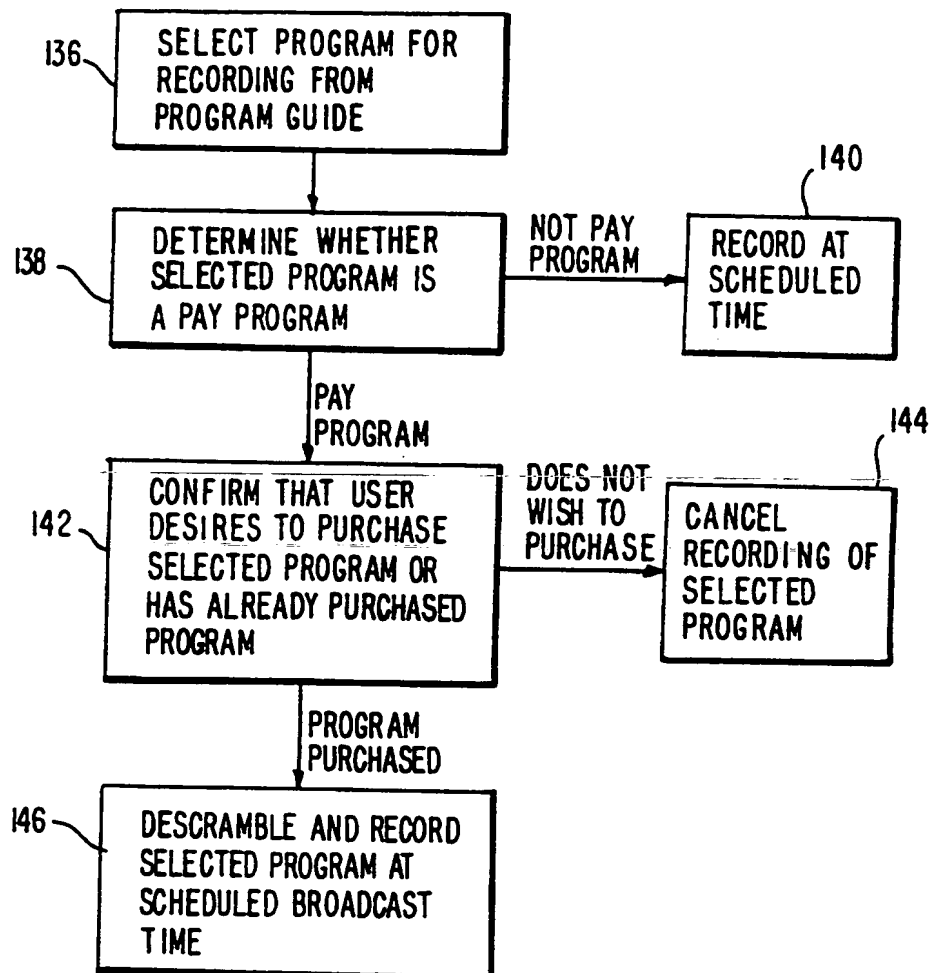 136
SELECT PROGRAM FOR
RECORDING FROM
PROGRAM GUIDE
138
DETERMINE WHETHER
SELECTED PROGRAM IS
A PAY PROGRAM
NOT PAY
PROGRAM
140
RECORD AT
SCHEDULED
TIME
PAY
PROGRAM
142
CONFIRM THAT USER
DESIRES TO PURCHASE
SELECTED PROGRAM OR
HAS ALREADY PURCHASED
PROGRAM
DOES NOT
WISH TO
PURCHASE
144
CANCEL
RECORDING OF
SELECTED
PROGRAM
PROGRAM
PURCHASED
146
DESCRAMBLE AND RECORD
SELECTED PROGRAM AT
SCHEDULED BROADCAST
TIME